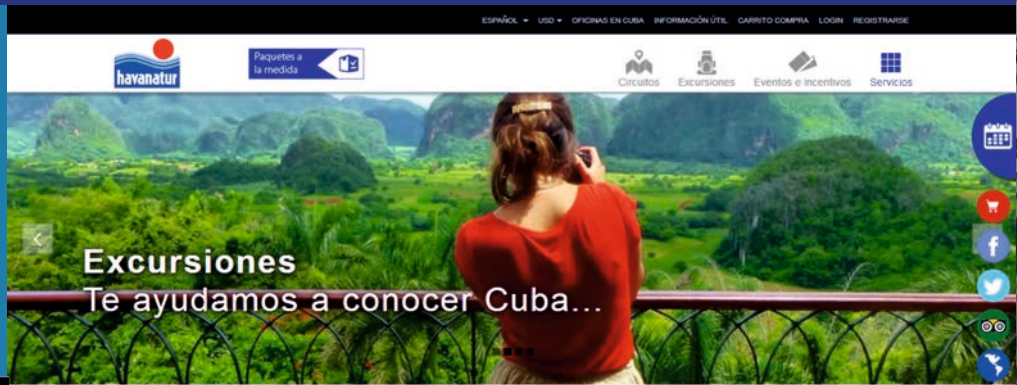 ESPAÑOL USD OFICINAS EN CUBA INFORMACIÓN ÚTIL CARRITO COMPRA LOGIN REGISTRARSE
havanatur
Paquetes a
la medida
Circuitos Excursiones Eventos e incentivos Servicios
Excursiones
Te ayudamos a conocer Cuba...